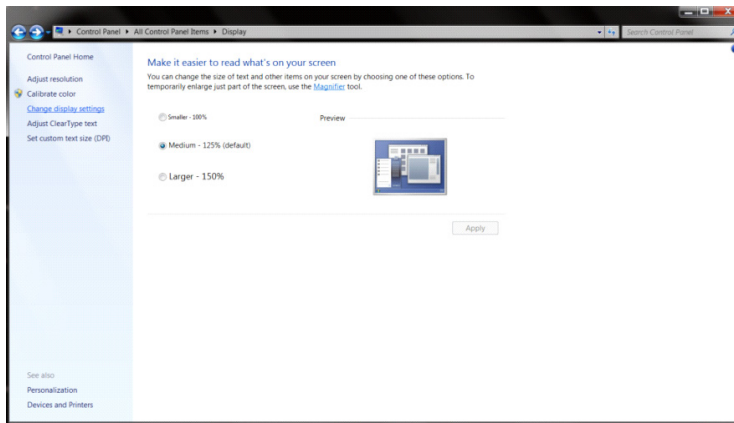 Control Panel ▸ All Control Panel Items ▸ Display
Search Control Panel
Control Panel Home
Adjust resolution
Calibrate color
Change display settings
Adjust ClearType text
Set custom text size (DPI)
See also
Personalization
Devices and Printers
Make it easier to read what's on your screen
You can change the size of text and other items on your screen by choosing one of these options. To
temporarily enlarge just part of the screen, use the Magnifier tool.
Smaller - 100%
Preview
Medium - 125% (default)
Larger - 150%
Apply